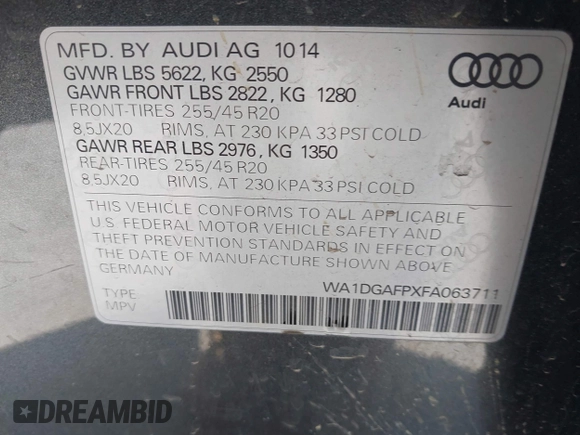 MFD. BY AUDI AG 10 14
GVWR LBS 5622, KG 2550
GAWR FRONT LBS 2822, KG 1280
FRONT-TIRES 255/45 R20
8,5JX20 RIMS, AT 230 KPA 33 PSI COLD
GAWR REAR LBS 2976, KG 1350
REAR-TIRES 255/45 R20
8,5JX20 RIMS, AT 230 KPA 33 PSI COLD
Audi
THIS VEHICLE CONFORMS TO ALL APPLICABLE
U.S. FEDERAL MOTOR VEHICLE SAFETY AND
THEFT PREVENTION STANDARDS IN EFFECT ON
THE DATE OF MANUFACTURE SHOWN ABOVE
GERMANY
WA1DGAFPXFA063711
TYPE
MPV
DREAMBID